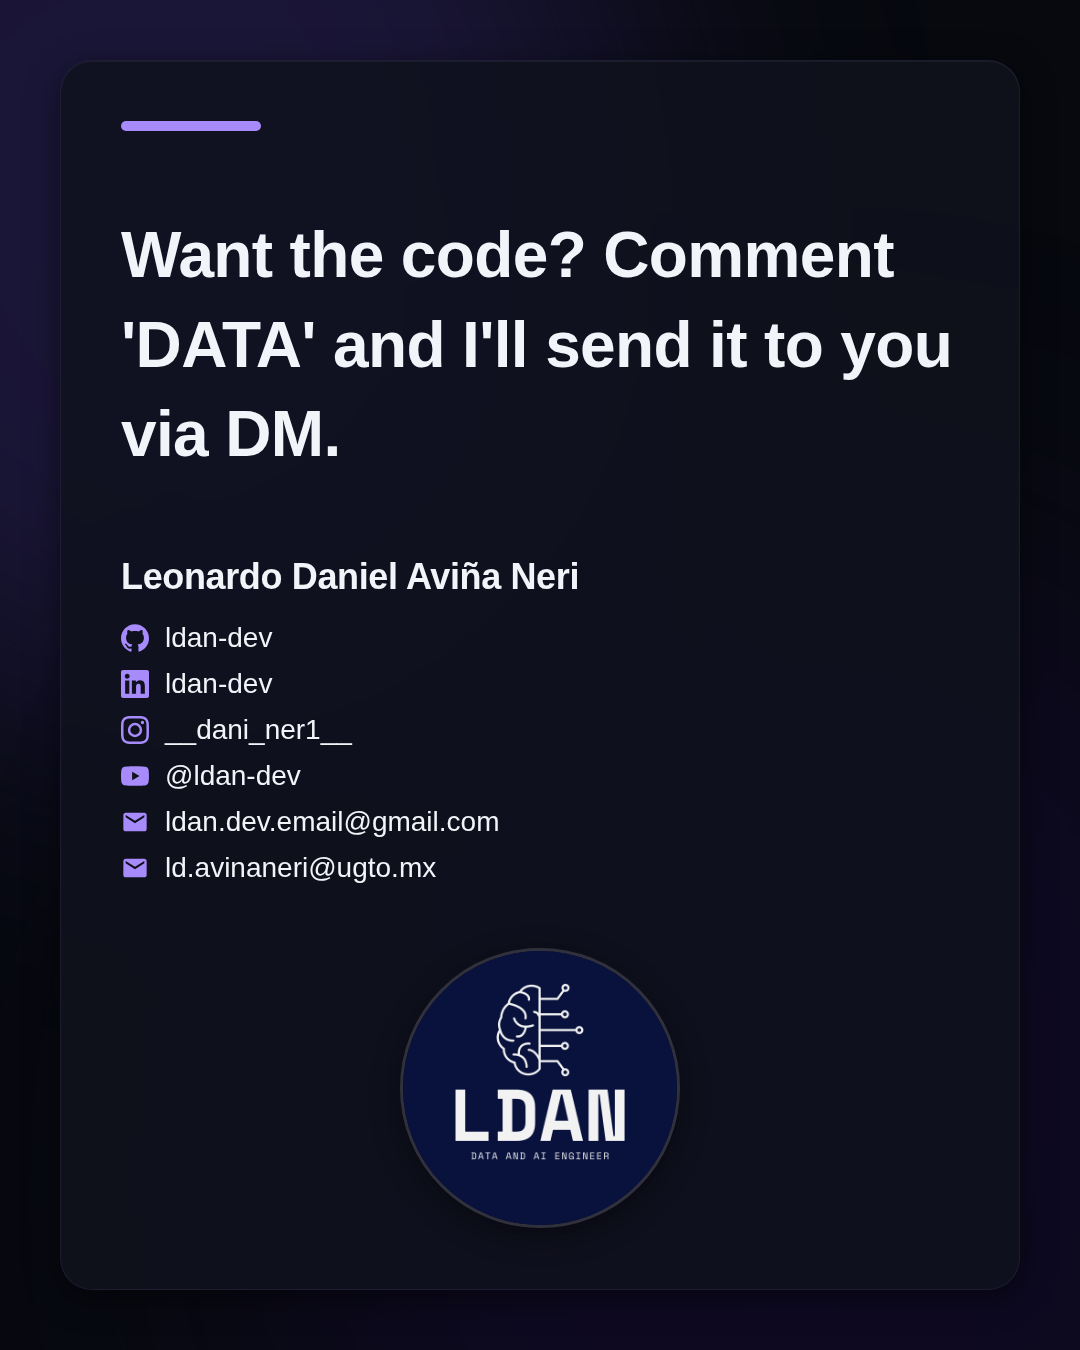 Want the code? Comment
'DATA' and I'll send it to you
via DM.
Leonardo Daniel Aviña Neri
ldan-dev
ldan-dev
__dani_ner1__
@ldan-dev
ldan.dev.email@gmail.com
ld.avinaneri@ugto.mx
LDAN
DATA AND AI ENGINEER